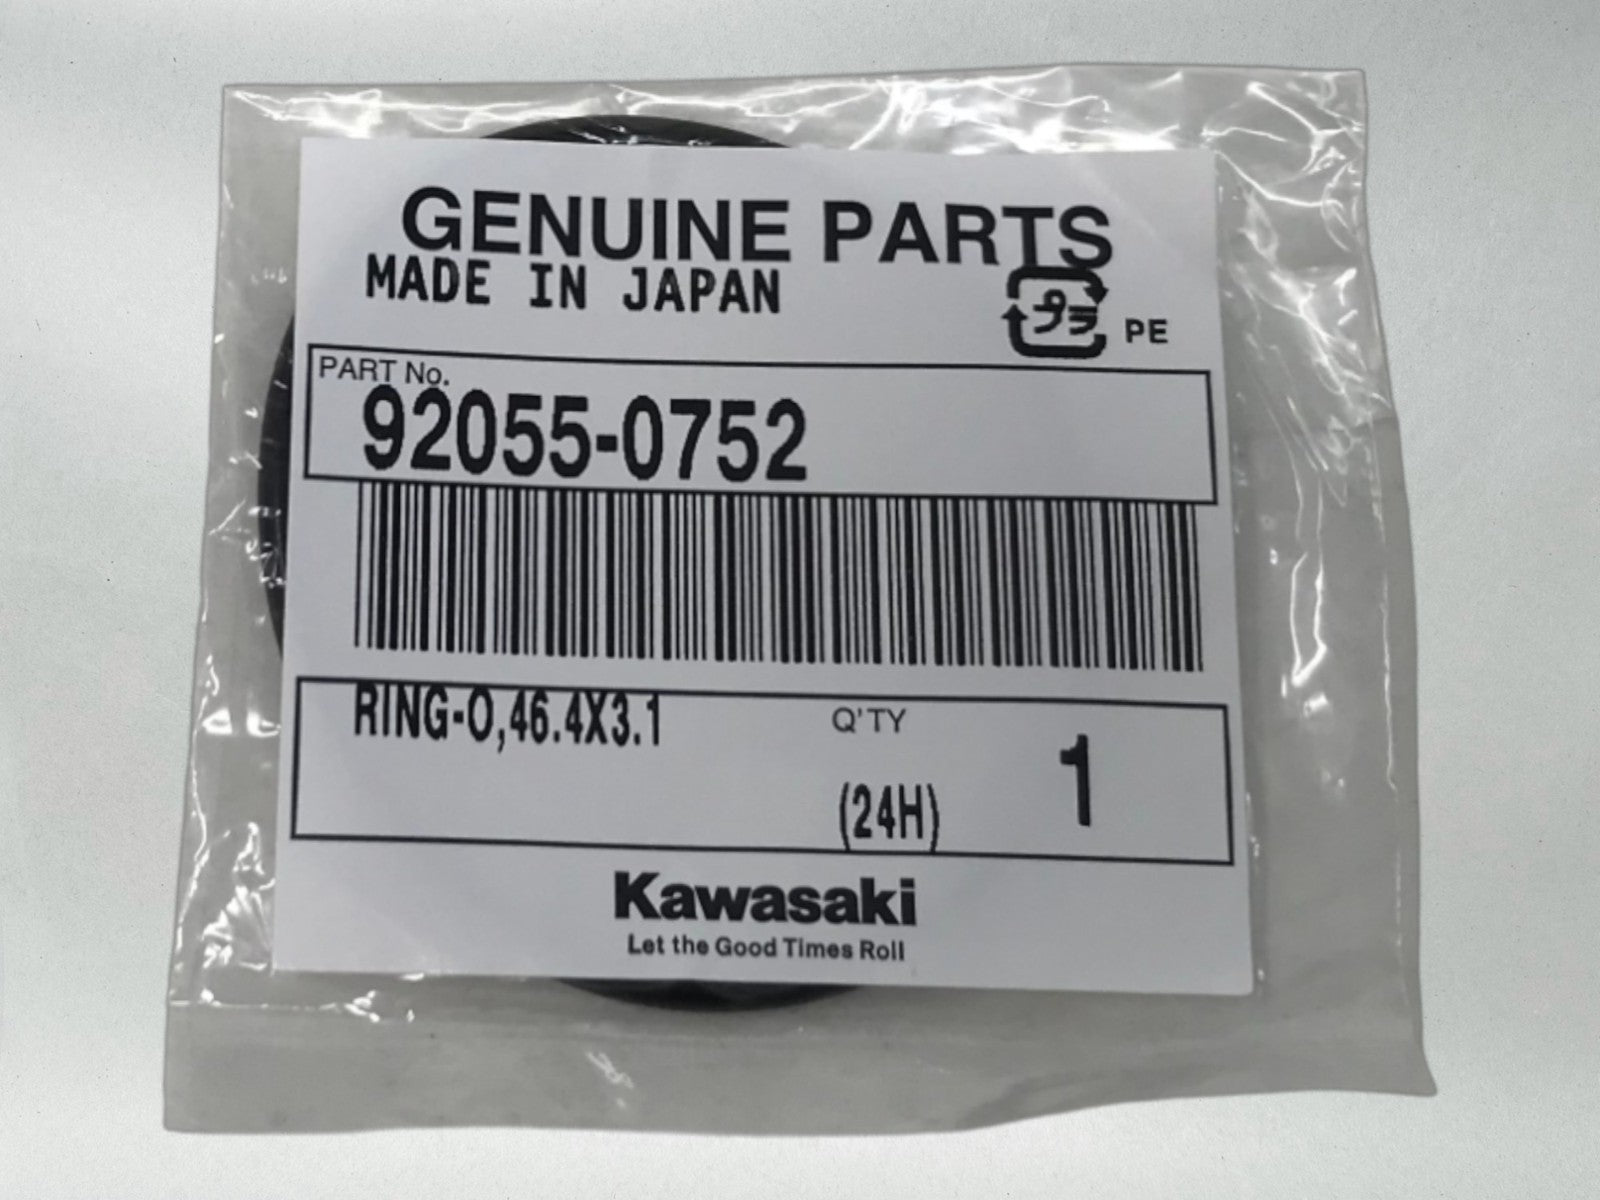 GENUINE PARTS
MADE IN JAPAN
プラ PE
PART No.
92055-0752
RING-O,46.4X3.1
Q'TY
(24H) 1
Kawasaki
Let the Good Times Roll